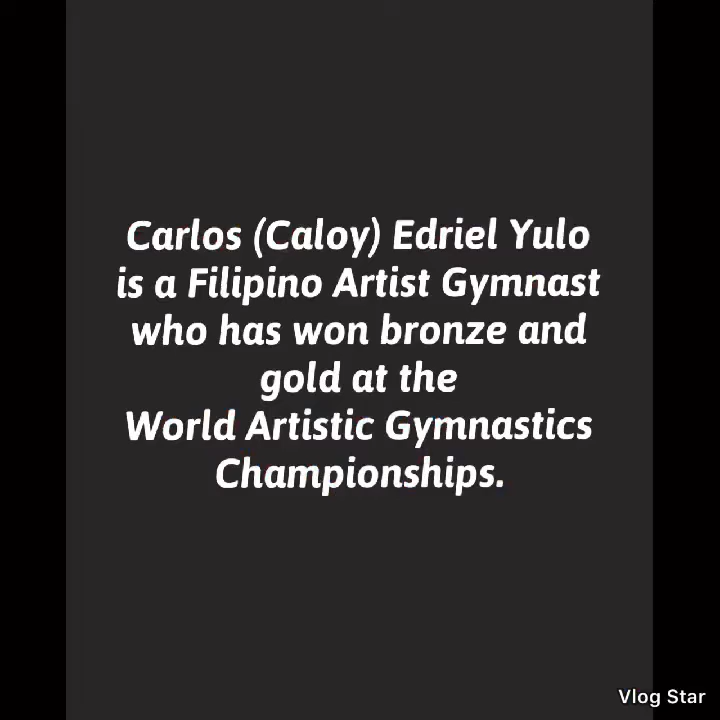 Carlos (Caloy) Edriel Yulo
is a Filipino Artist Gymnast
who has won bronze and
gold at the
World Artistic Gymnastics
Championships.
Vlog Star